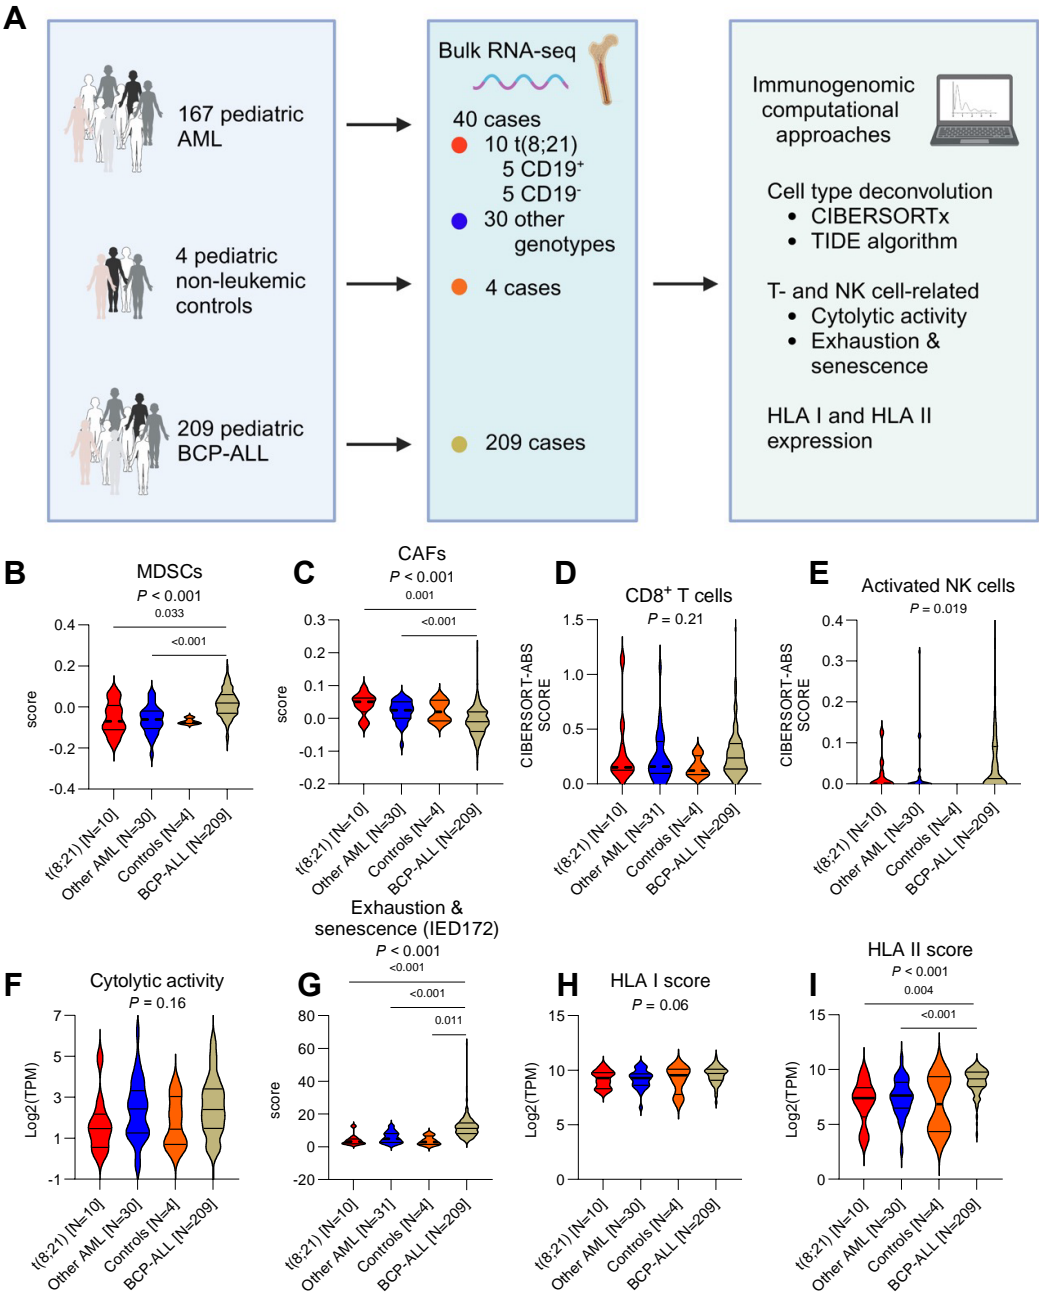 A
167 pediatric
AML
4 pediatric
non-leukemic
controls
209 pediatric
BCP-ALL
Bulk RNA-seq
40 cases
10 t(8;21)
5 CD19+
5 CD19-
30 other
genotypes
4 cases
209 cases
Immunogenomic
computational
approaches
Cell type deconvolution
• CIBERSORTx
• TIDE algorithm
T- and NK cell-related
• Cytolytic activity
• Exhaustion &
senescence
HLA I and HLA II
expression
B
MDSCs
P < 0.001
0.033
<0.001
score
0.4
0.2
0.0
-0.2
-0.4
t(8;21) [N=10]
Other AML [N=30]
Controls [N=4]
BCP-ALL [N=209]
C
CAFs
P < 0.001
0.001
<0.001
score
0.3
0.2
0.1
0.0
-0.1
-0.2
t(8;21) [N=10]
Other AML [N=30]
Controls [N=4]
BCP-ALL [N=209]
D
CD8+ T cells
P = 0.21
CIBERSORT-ABS
SCORE
1.5
1.0
0.5
0.0
t(8;21) [N=10]
Other AML [N=31]
Controls [N=4]
BCP-ALL [N=209]
E
Activated NK cells
P = 0.019
CIBERSORT-ABS
SCORE
0.4
0.3
0.2
0.1
0.0
t(8;21) [N=10]
Other AML [N=30]
Controls [N=4]
BCP-ALL [N=209]
F
Cytolytic activity
P = 0.16
Log2(TPM)
7
5
3
1
-1
t(8;21) [N=10]
Other AML [N=30]
Controls [N=4]
BCP-ALL [N=209]
G
Exhaustion &
senescence (IED172)
P < 0.001
<0.001
<0.001
0.011
score
80
60
40
20
0
-20
t(8;21) [N=10]
Other AML [N=31]
Controls [N=4]
BCP-ALL [N=209]
H
HLA I score
P = 0.06
Log2(TPM)
15
10
5
0
t(8;21) [N=10]
Other AML [N=30]
Controls [N=4]
BCP-ALL [N=209]
I
HLA II score
P < 0.001
0.004
<0.001
Log2(TPM)
15
10
5
0
t(8;21) [N=10]
Other AML [N=30]
Controls [N=4]
BCP-ALL [N=209]